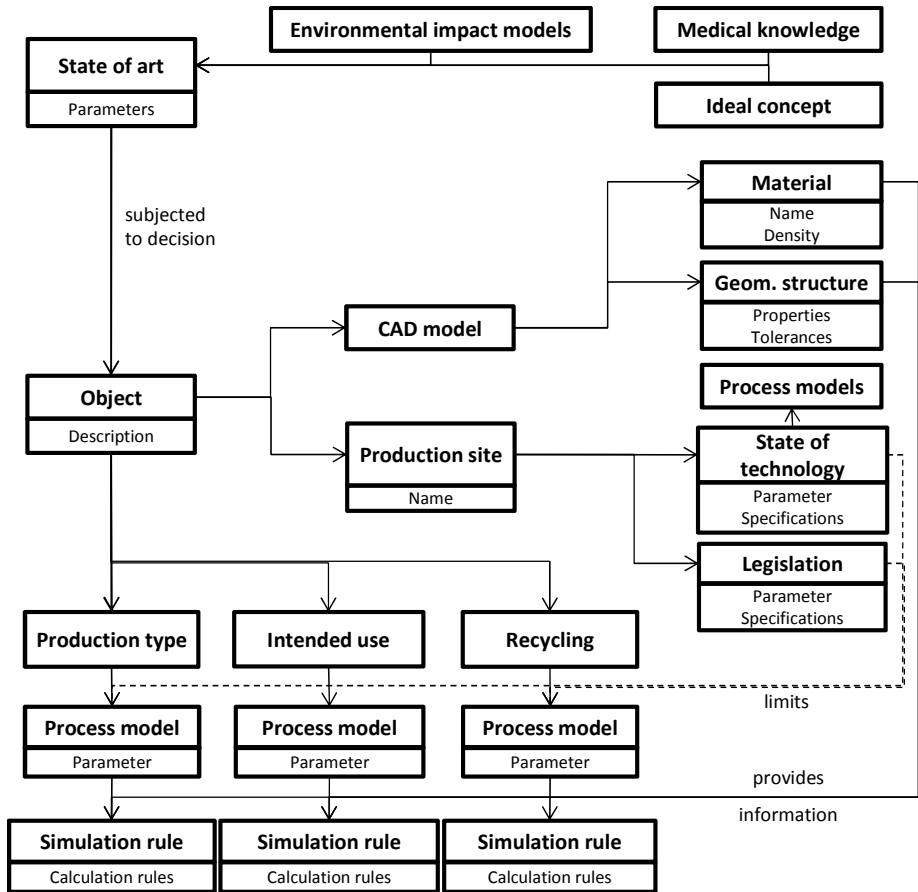 Environmental impact models
Medical knowledge
State of art
Parameters
Ideal concept
subjected
to decision
Material
Name
Density
Geom. structure
Properties
Tolerances
CAD model
Process models
Object
Description
Production site
Name
State of
technology
Parameter
Specifications
Legislation
Parameter
Specifications
Production type
Intended use
Recycling
limits
Process model
Parameter
Process model
Parameter
Process model
Parameter
provides
information
Simulation rule
Calculation rules
Simulation rule
Calculation rules
Simulation rule
Calculation rules